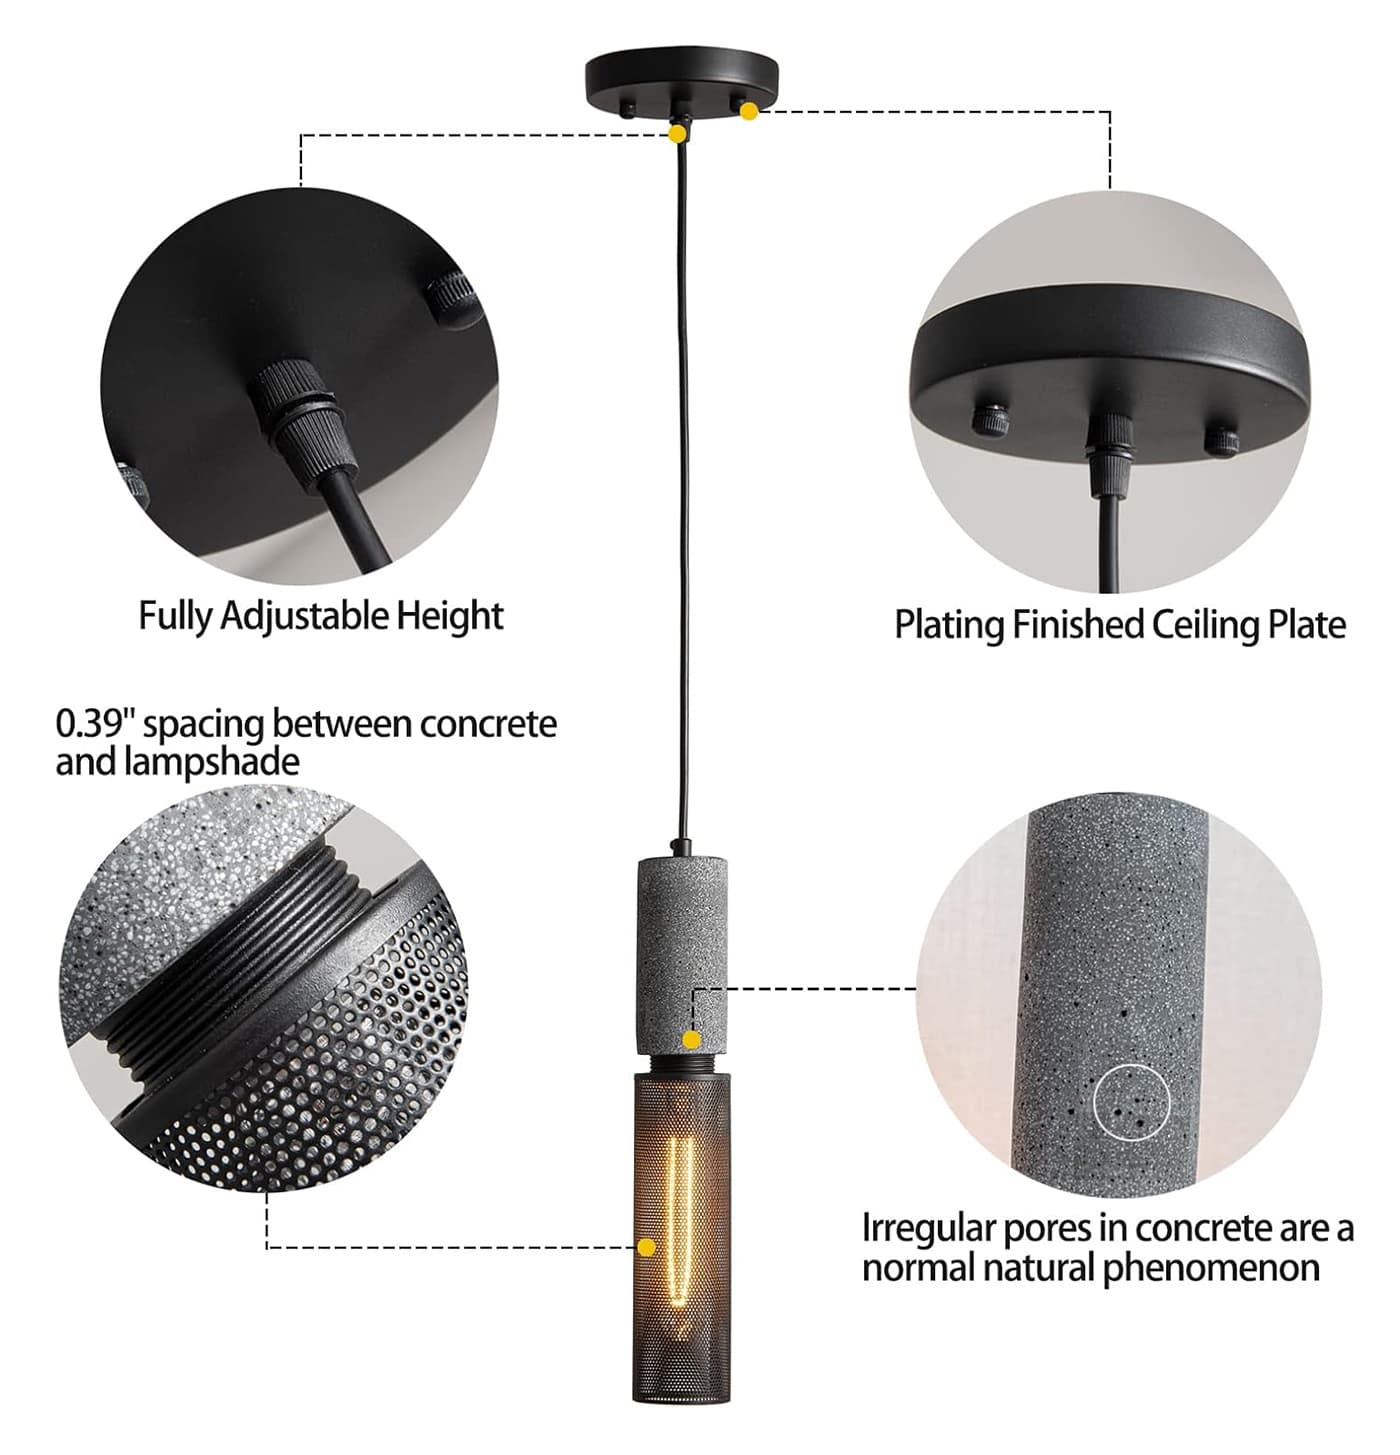 Fully Adjustable Height
Plating Finished Ceiling Plate
0.39" spacing between concrete
and lampshade
Irregular pores in concrete are a
normal natural phenomenon